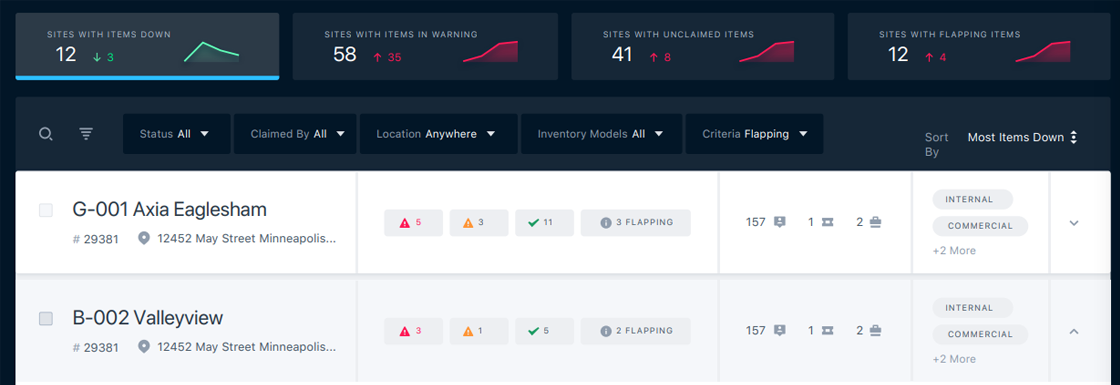 SITES WITH ITEMS DOWN
12 3
SITES WITH ITEMS IN WARNING
58 35
SITES WITH UNCLAIMED ITEMS
41 8
SITES WITH FLAPPING ITEMS
12 4
Status All
Claimed By All
Location Anywhere
Inventory Models All
Criteria Flapping
Sort
By
Most Items Down
G-001 Axia Eaglesham
# 29381 12452 May Street Minneapolis...
5 3 11 3 FLAPPING
157 1 2
INTERNAL
COMMERCIAL
+2 More
B-002 Valleyview
# 29381 12452 May Street Minneapolis...
3 1 5 2 FLAPPING
157 1 2
INTERNAL
COMMERCIAL
+2 More